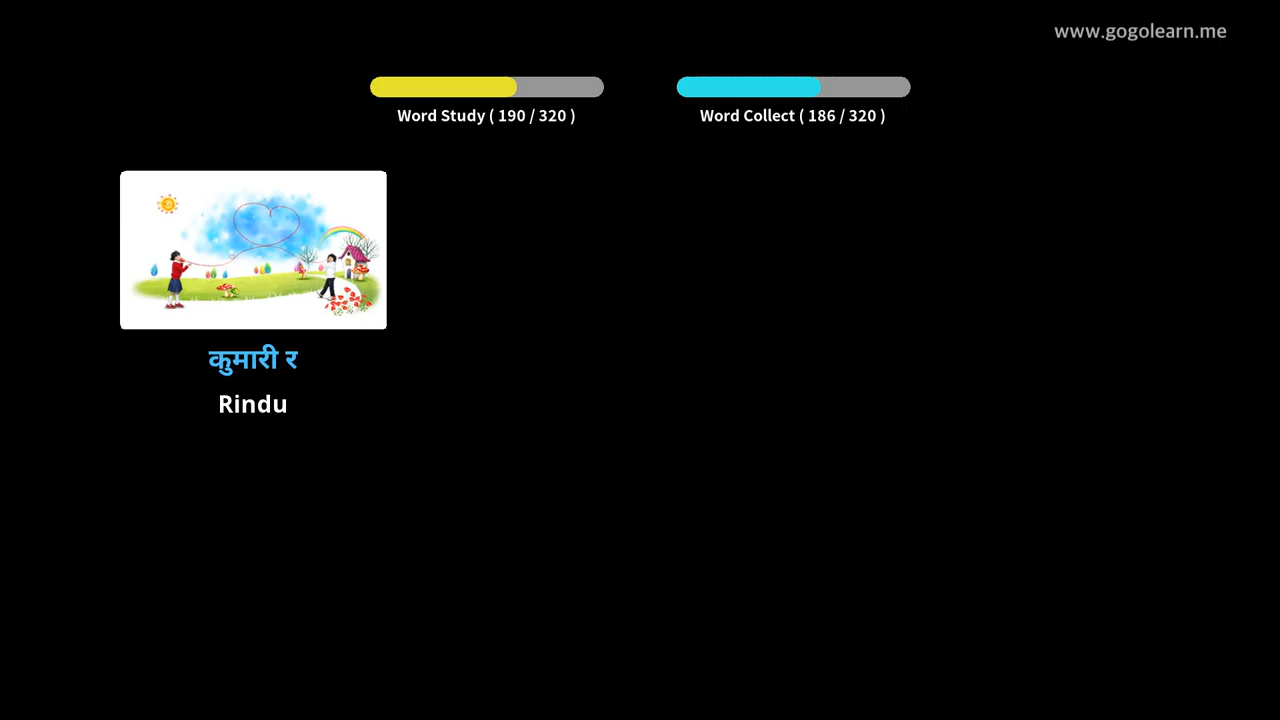 www.gogolearn.me
Word Study ( 190 / 320 )
Word Collect ( 186 / 320 )
कुमारी र
Rindu